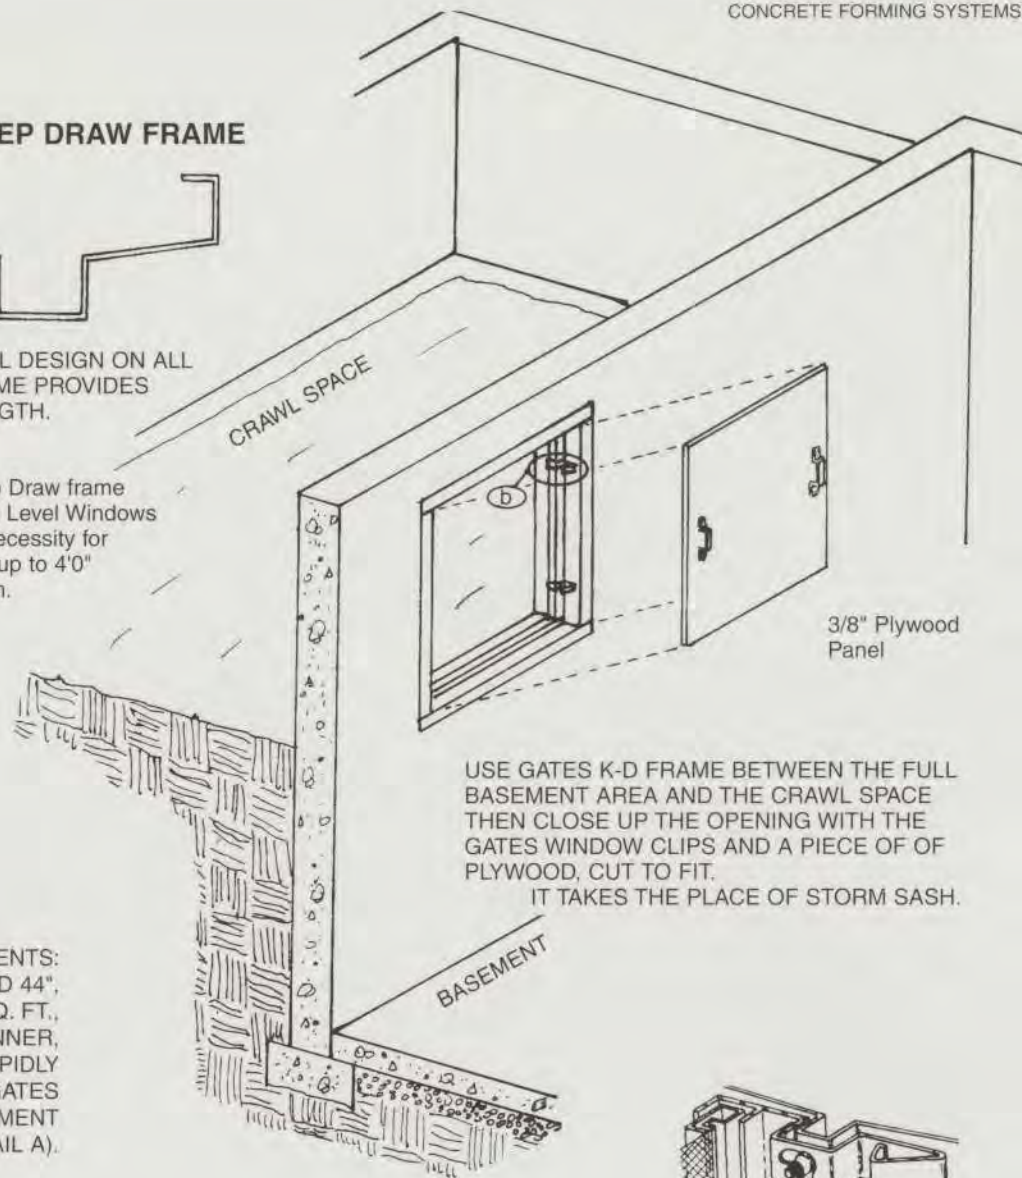 CONCRETE FORMING SYSTEMS
EP DRAW FRAME
L DESIGN ON ALL
ME PROVIDES
GTH.
CRAWL SPACE
Draw frame
Level Windows
ecessity for
up to 4'0"
b
3/8" Plywood
Panel
USE GATES K-D FRAME BETWEEN THE FULL
BASEMENT AREA AND THE CRAWL SPACE
THEN CLOSE UP THE OPENING WITH THE
GATES WINDOW CLIPS AND A PIECE OF OF
PLYWOOD, CUT TO FIT.
IT TAKES THE PLACE OF STORM SASH.
BASEMENT
ENTS:
D 44",
Q. FT.,
NNER,
PIDLY
GATES
EMENT
AIL A).